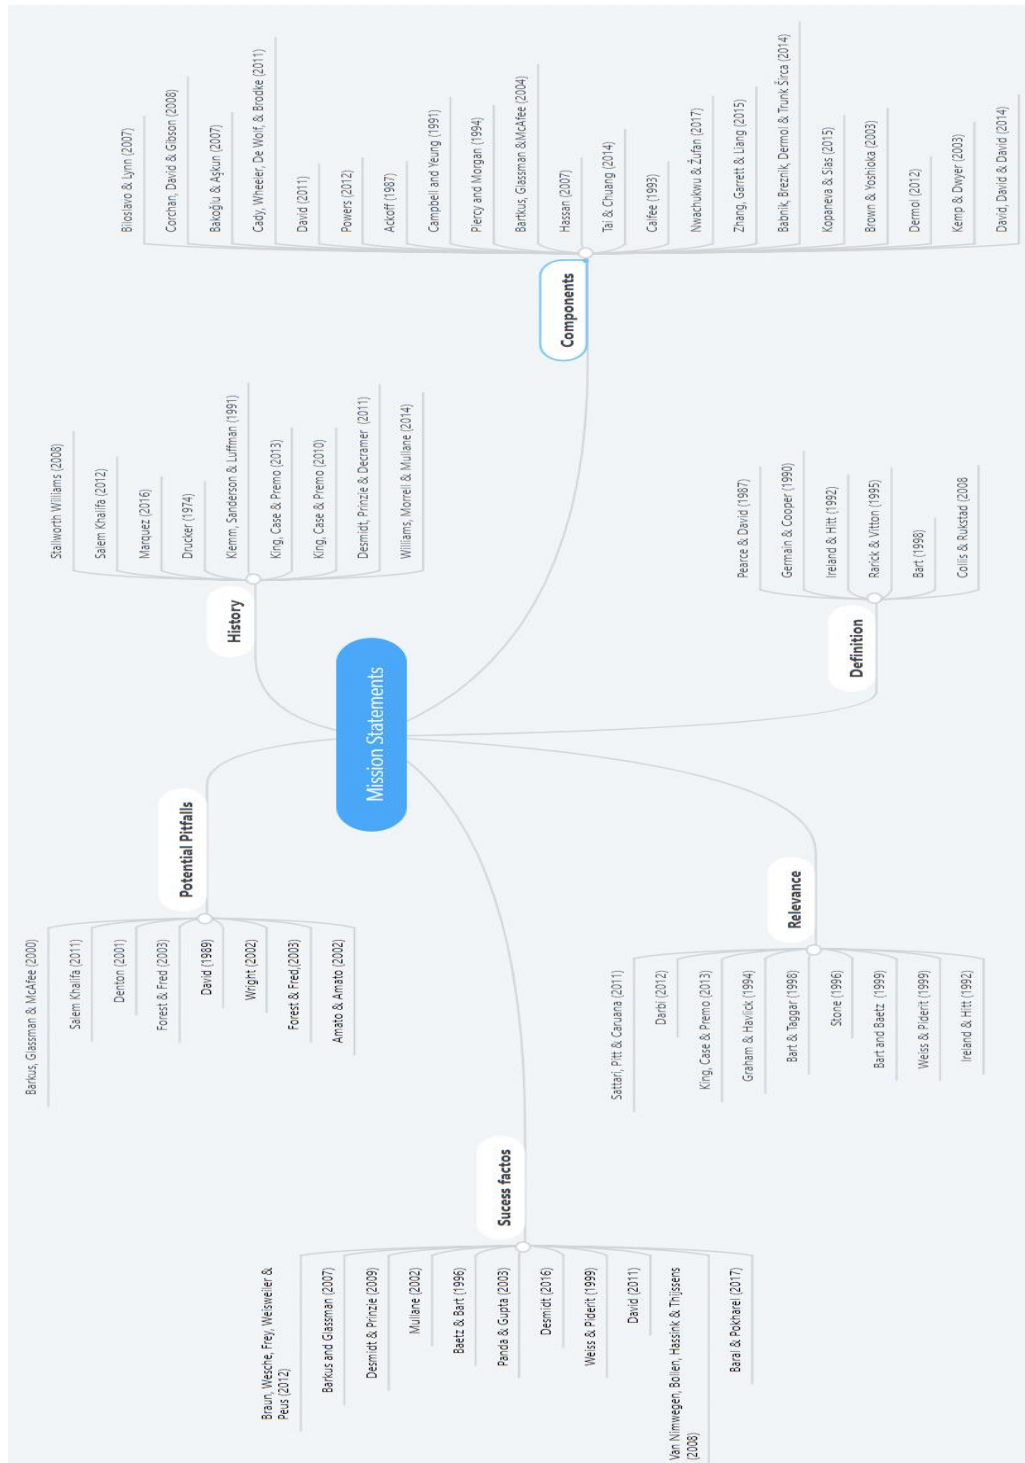 Mission Statements
History
Stallworth Williams (2008)
Salem Khalifa (2012)
Marquez (2016)
Drucker (1974)
Klemm, Sanderson & Luffman (1991)
King, Case & Premo (2013)
King, Case & Premo (2010)
Desmidt, Prinzie & Decramer (2011)
Williams, Morrell & Mullane (2014)
Components
Biloslavo & Lynn (2007)
Corchan, David & Gibson (2008)
Bakoğlu & Aşkun (2007)
Cady, Wheeler, De Wolf, & Brodke (2011)
David (2011)
Powers (2012)
Ackoff (1987)
Campbell and Yeung (1991)
Piercy and Morgan (1994)
Bartkus, Glassman &McAfee (2004)
Hassan (2007)
Tai & Chuang (2014)
Calfee (1993)
Nwachukwu & Zufan (2017)
Zhang, Garrett & Liang (2015)
Babnik, Breznik, Dermol & Trunk Širca (2014)
Kopaneva & Sias (2015)
Brown & Yoshioka (2003)
Dermol (2012)
Kemp & Dwyer (2003)
David, David & David (2014)
Definition
Pearce & David (1987)
Germain & Cooper (1990)
Ireland & Hitt (1992)
Rarick & Vitton (1995)
Bart (1998)
Collis & Rukstad (2008
Potential Pitfalls
Barkus, Glassman & McAfee (2000)
Salem Khalifa (2011)
Denton (2001)
Forest & Fred (2003)
David (1989)
Wright (2002)
Forest & Fred,(2003)
Amato & Amato (2002)
Sucess factos
Braun, Wesche, Frey, Weisweiler &
Peus (2012)
Barkus and Glassman (2007)
Desmidt & Prinzie (2009)
Mullane (2002)
Baetz & Bart (1996)
Panda & Gupta (2003)
Desmidt (2016)
Weiss & Piderit (1999)
David (2011)
Van Nimwegen, Bollen, Hassink & Thijssens
(2008)
Baral & Pokharel (2017)
Relevance
Sattari, Pitt & Caruana (2011)
Darbi (2012)
King, Case & Premo (2013)
Graham & Havlick (1994)
Bart & Taggar (1998)
Stone (1996)
Bart and Baetz (1999)
Weiss & Piderit (1999)
Ireland & Hitt (1992)